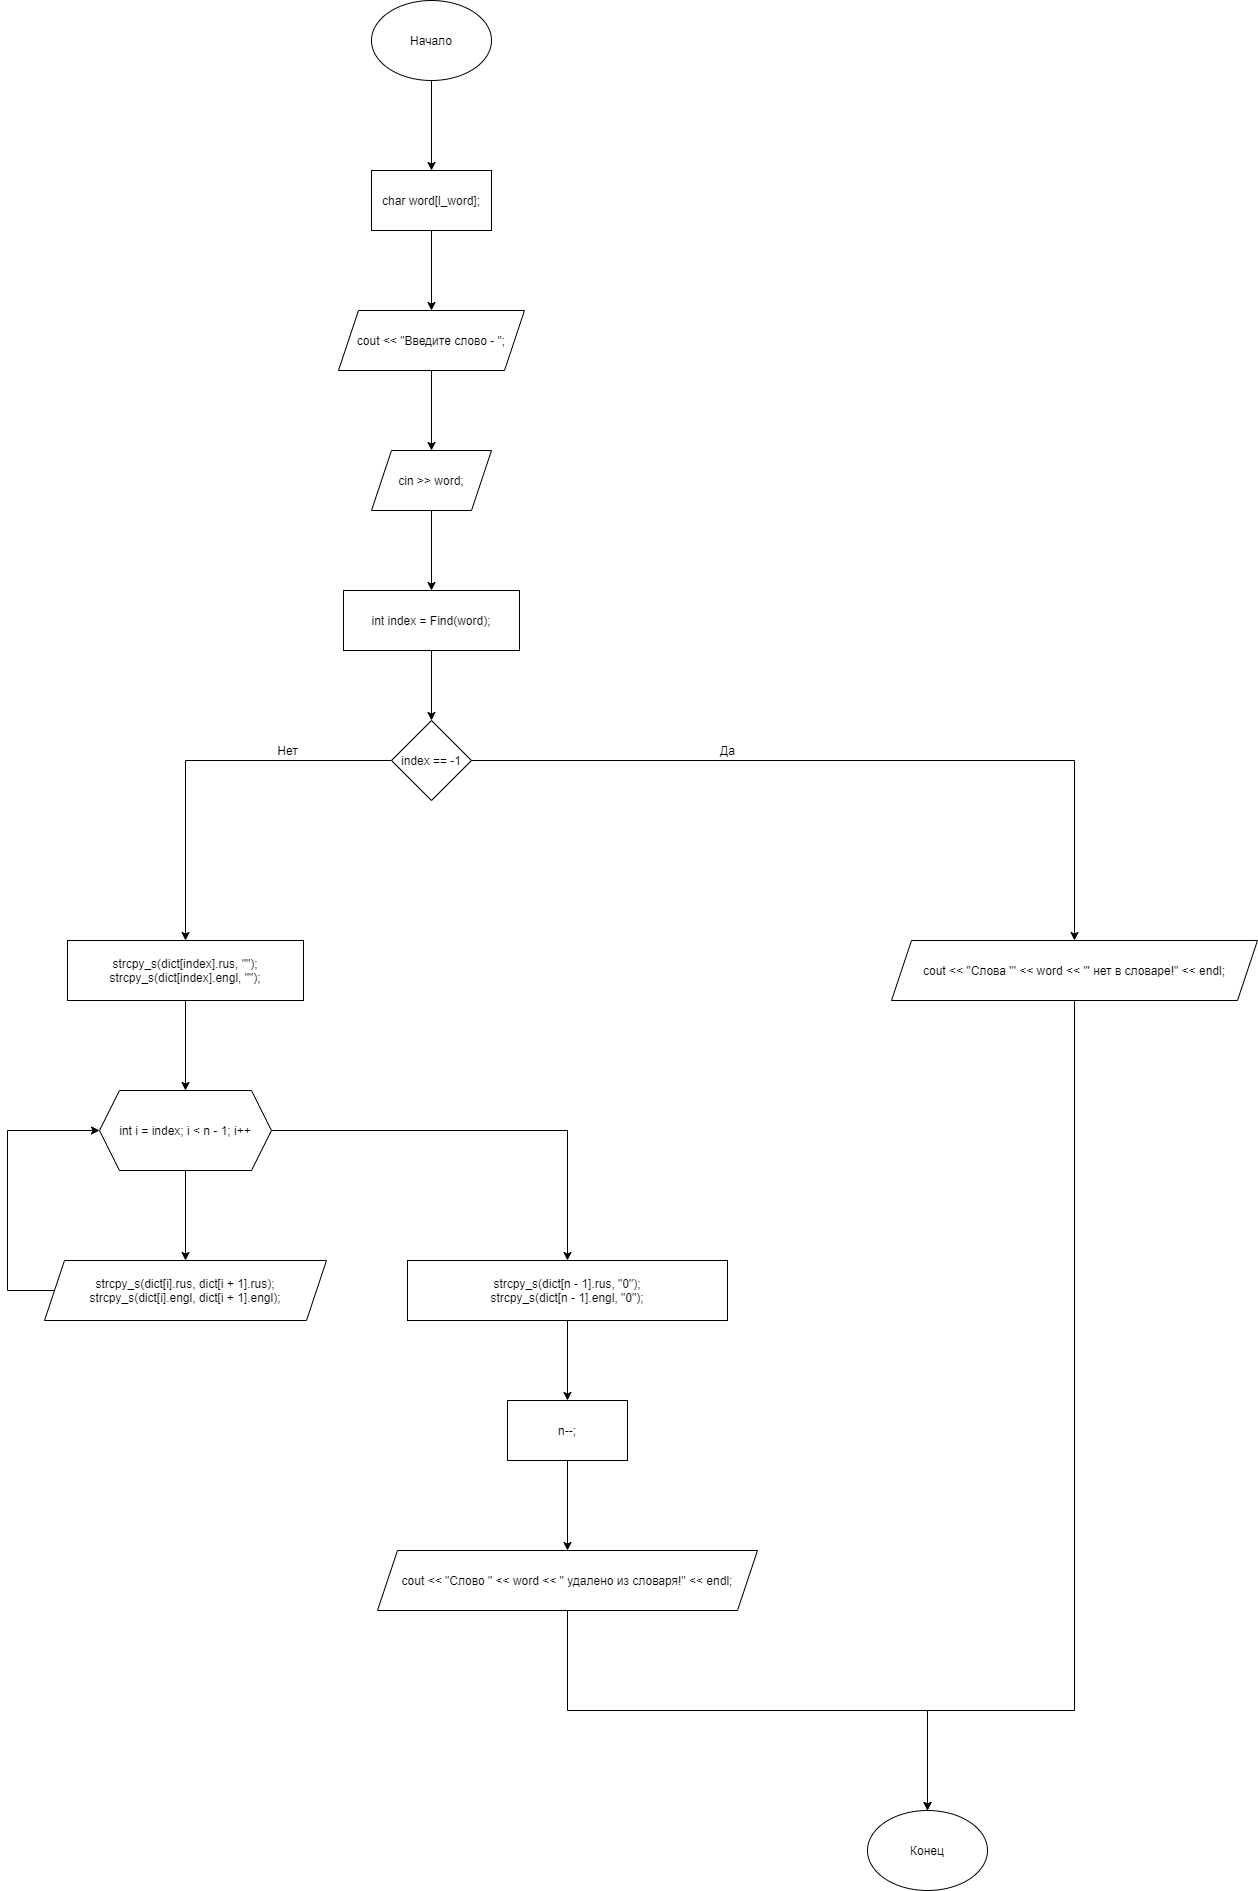 Начало
char word[l_word];
cout << "Введите слово - ";
cin >> word;
int index = Find(word);
index == -1
Нет
Да
strcpy_s(dict[index].rus, "");
strcpy_s(dict[index].engl, "");
cout << "Слова '" << word << "' нет в словаре!" << endl;
int i = index; i < n - 1; i++
strcpy_s(dict[i].rus, dict[i + 1].rus);
strcpy_s(dict[i].engl, dict[i + 1].engl);
strcpy_s(dict[n - 1].rus, "0");
strcpy_s(dict[n - 1].engl, "0");
n--;
cout << "Слово " << word << " удалено из словаря!" << endl;
Конец